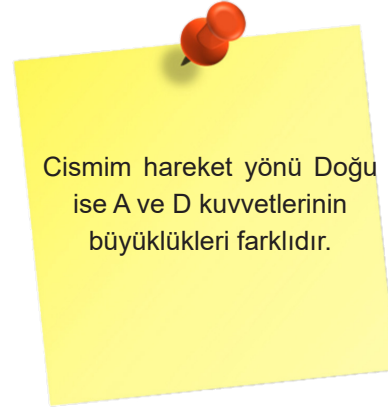 Cismim hareket yönü Doğu
ise A ve D kuvvetlerinin
büyüklükleri farklıdır.